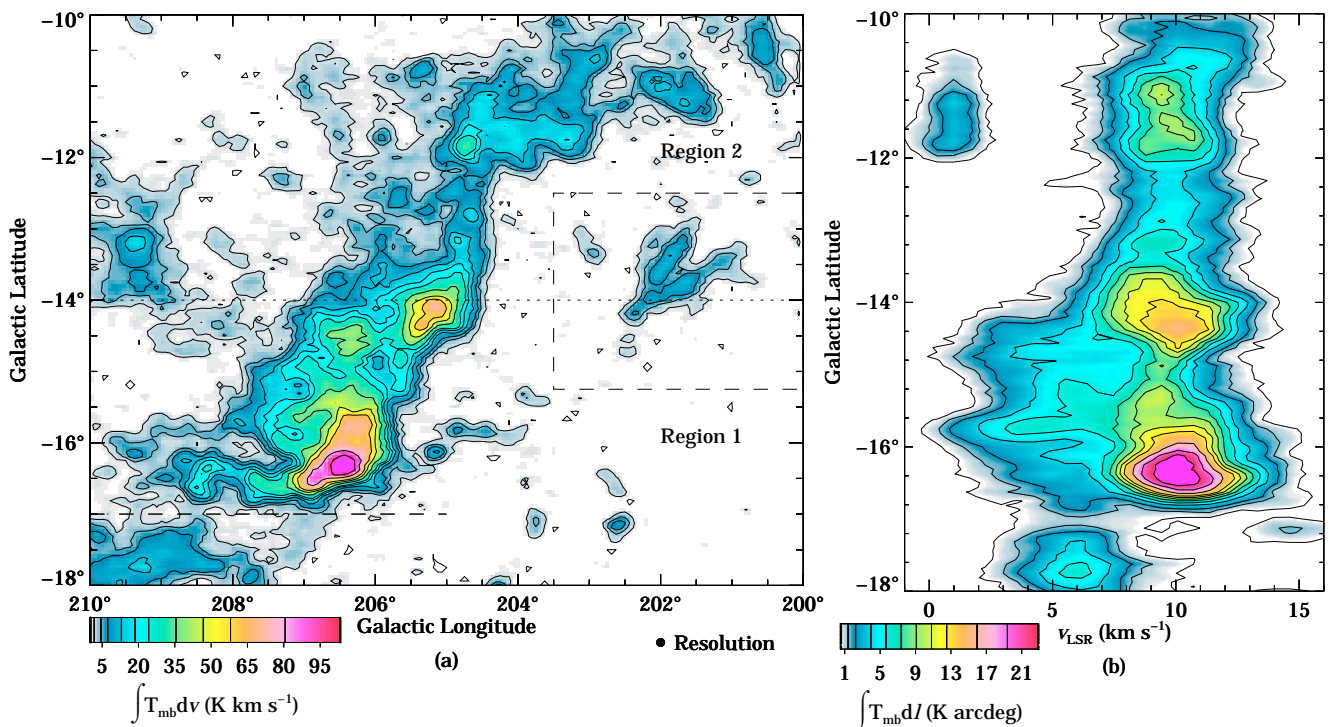 −10°
−12°
−14°
−16°
−18°
Galactic Latitude
210
208°
206°
204°
202°
200°
Galactic Longitude
Region 2
Region 1
5 20 35 50 65 80 95
∫ T_mb dv (K km s⁻¹)
(a)
Resolution
−10°
−12°
−14°
−16°
−18°
Galactic Latitude
0 5 10 15
v_LSR (km s⁻¹)
1 5 9 13 17 21
∫ T_mb dl (K arcdeg)
(b)